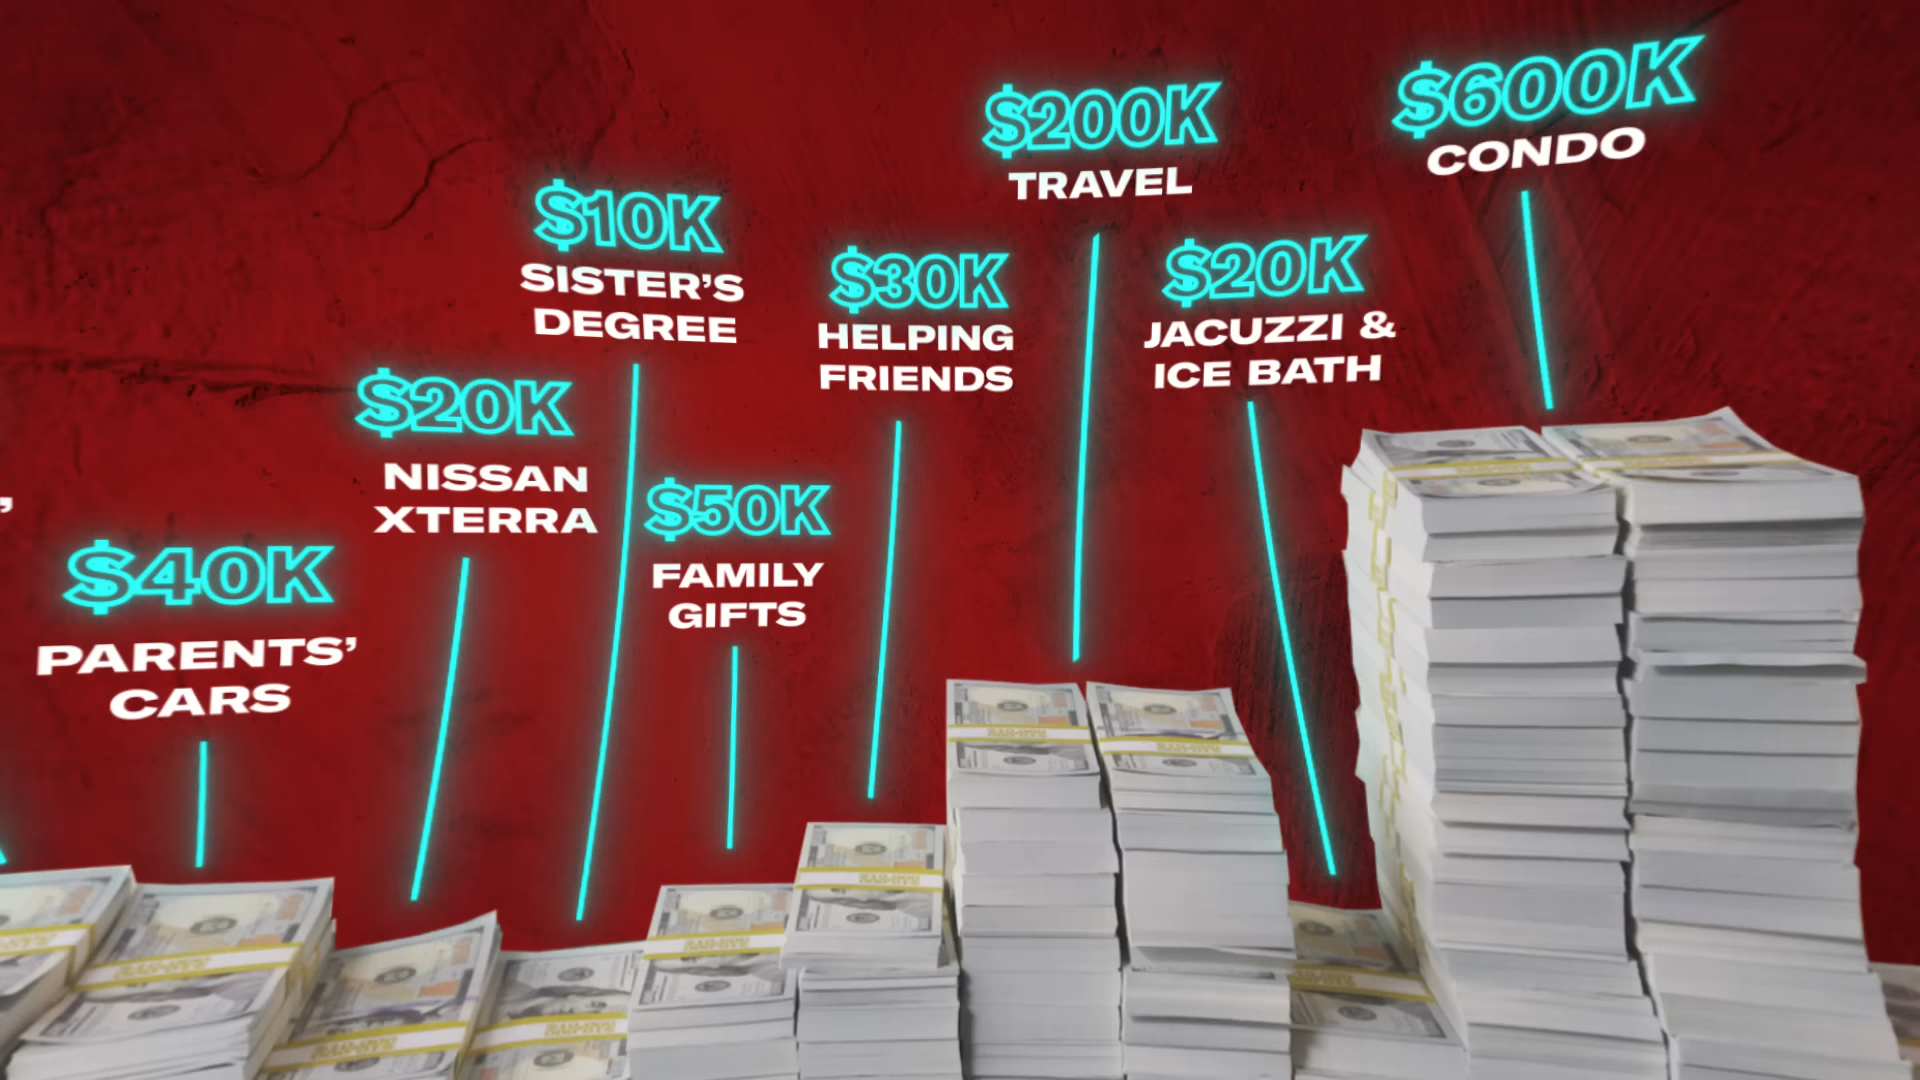 $40K
PARENTS'
CARS
$20K
NISSAN
XTERRA
$10K
SISTER'S
DEGREE
$50K
FAMILY
GIFTS
$30K
HELPING
FRIENDS
$200K
TRAVEL
$20K
JACUZZI &
ICE BATH
$600K
CONDO